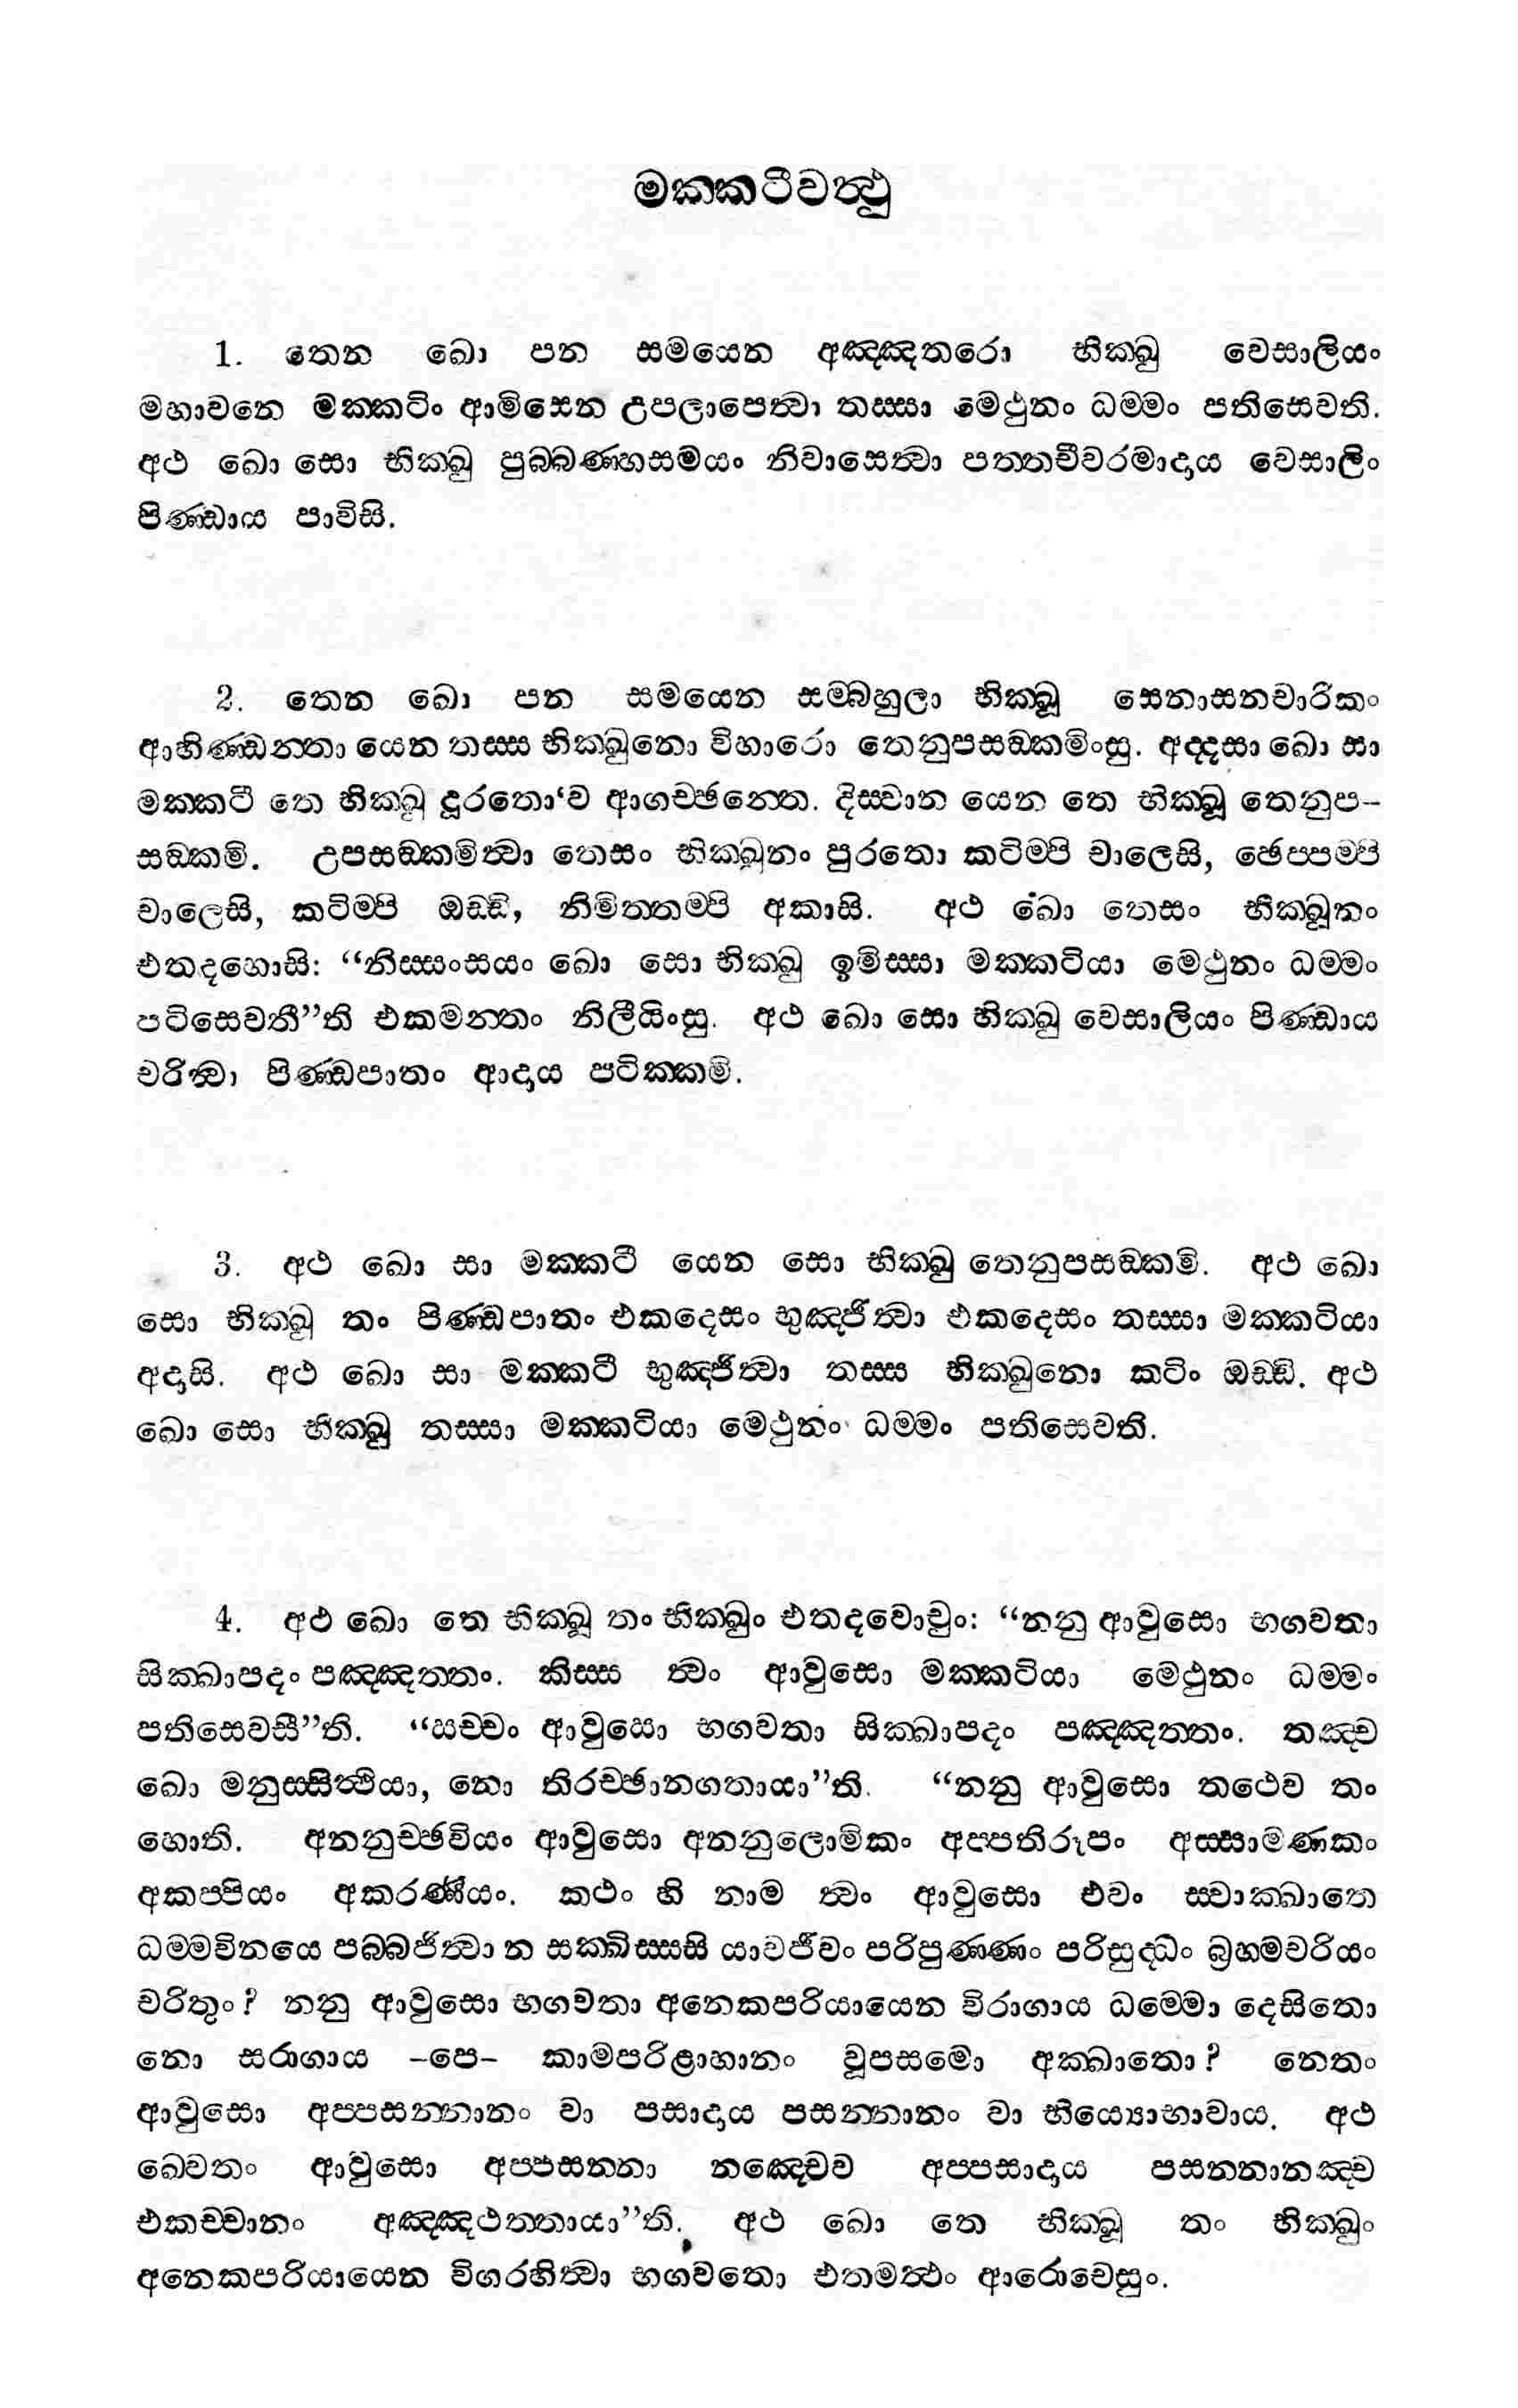 මක්කටීවත්ථු
1. තෙන ඛො පන සමයෙන අඤ්ඤතරො භික්ඛු වෙසාලියං
මහාවනෙ මක්කටිං ආමිසෙන උපලාපෙත්වා තස්සා මෙථුනං ධම්මං පතිසෙවති.
අථ ඛො සො භික්ඛු පුබ්බණ්හසමයං නිවාසෙත්වා පත්තචීවරමාදාය වෙසාලිං
පිණ්ඩාය පාවිසි.
2. තෙන ඛො පන සමයෙන සම්බහුලා භික්ඛූ සෙනාසනචාරිකං
ආහිණ්ඩන්තා යෙන තස්ස භික්ඛුනො විහාරො තෙනුපසඞ්කමිංසු. අද්දසා ඛො සා
මක්කටී තෙ භික්ඛූ දූරතො‘ව ආගච්ඡන්තෙ. දිස්වාන යෙන තෙ භික්ඛූ තෙනුප-
සඞ්කමි. උපසඞ්කමිත්වා තෙසං භික්ඛූනං පුරතො කටිම්පි චාලෙසි, ඡෙප්පම්පි
චාලෙසි, කටිම්පි ඔඩ්ඩි, නිමිත්තම්පි අකාසි. අථ ඛො තෙසං භික්ඛූනං
එතදහොසි: “නිස්සංසයං ඛො සො භික්ඛු ඉමිස්සා මක්කටියා මෙථුනං ධම්මං
පටිසෙවතී”ති එකමන්තං නිලීයිංසු. අථ ඛො සො භික්ඛු වෙසාලියං පිණ්ඩාය
චරිත්වා පිණ්ඩපාතං ආදාය පටික්කමි.
3. අථ ඛො සා මක්කටී යෙන සො භික්ඛු තෙනුපසඞ්කමි. අථ ඛො
සො භික්ඛු තං පිණ්ඩපාතං එකදෙසං භුඤ්ජිත්වා එකදෙසං තස්සා මක්කටියා
අදාසි. අථ ඛො සා මක්කටී භුඤ්ජිත්වා තස්ස භික්ඛුනො කටිං ඔඩ්ඩි. අථ
ඛො සො භික්ඛු තස්සා මක්කටියා මෙථුනං ධම්මං පතිසෙවති.
4. අථ ඛො තෙ භික්ඛූ තං භික්ඛුං එතදවොචුං: “නනු ආවුසො භගවතා
සික්ඛාපදං පඤ්ඤත්තං. කිස්ස ත්වං ආවුසො මක්කටියා මෙථුනං ධම්මං
පතිසෙවසී”ති. “සච්චං ආවුසො භගවතා සික්ඛාපදං පඤ්ඤත්තං. තඤ්ච
ඛො මනුස්සිත්ථියා, නො තිරච්ඡානගතායා”ති. “නනු ආවුසො තථෙව තං
හොති. අනනුච්ඡවියං ආවුසො අනනුලොමිකං අප්පතිරූපං අස්සාමණකං
අකප්පියං අකරණීයං. කථං හි නාම ත්වං ආවුසො එවං ස්වාක්ඛාතෙ
ධම්මවිනයෙ පබ්බජිත්වා න සක්ඛිස්සසි යාවජීවං පරිපුණ්ණං පරිසුද්ධං බ්‍රහ්මචරියං
චරිතුං? නනු ආවුසො භගවතා අනෙකපරියායෙන විරාගාය ධම්මො දෙසිතො
නො සරාගාය –පෙ– කාමපරිළාහානං වූපසමො අක්ඛාතො? නෙතං
ආවුසො අප්පසන්නානං වා පසාදාය පසන්නානං වා භිය්‍යොභාවාය. අථ
ඛ්වෙතං ආවුසො අප්පසන්නා නඤ්චෙව අප්පසාදාය පසන්නානඤ්ච
එකච්චානං අඤ්ඤථත්තායා”ති. අථ ඛො තෙ භික්ඛූ තං භික්ඛුං
අනෙකපරියායෙන විගරහිත්වා භගවතො එතමත්ථං ආරොචෙසුං.